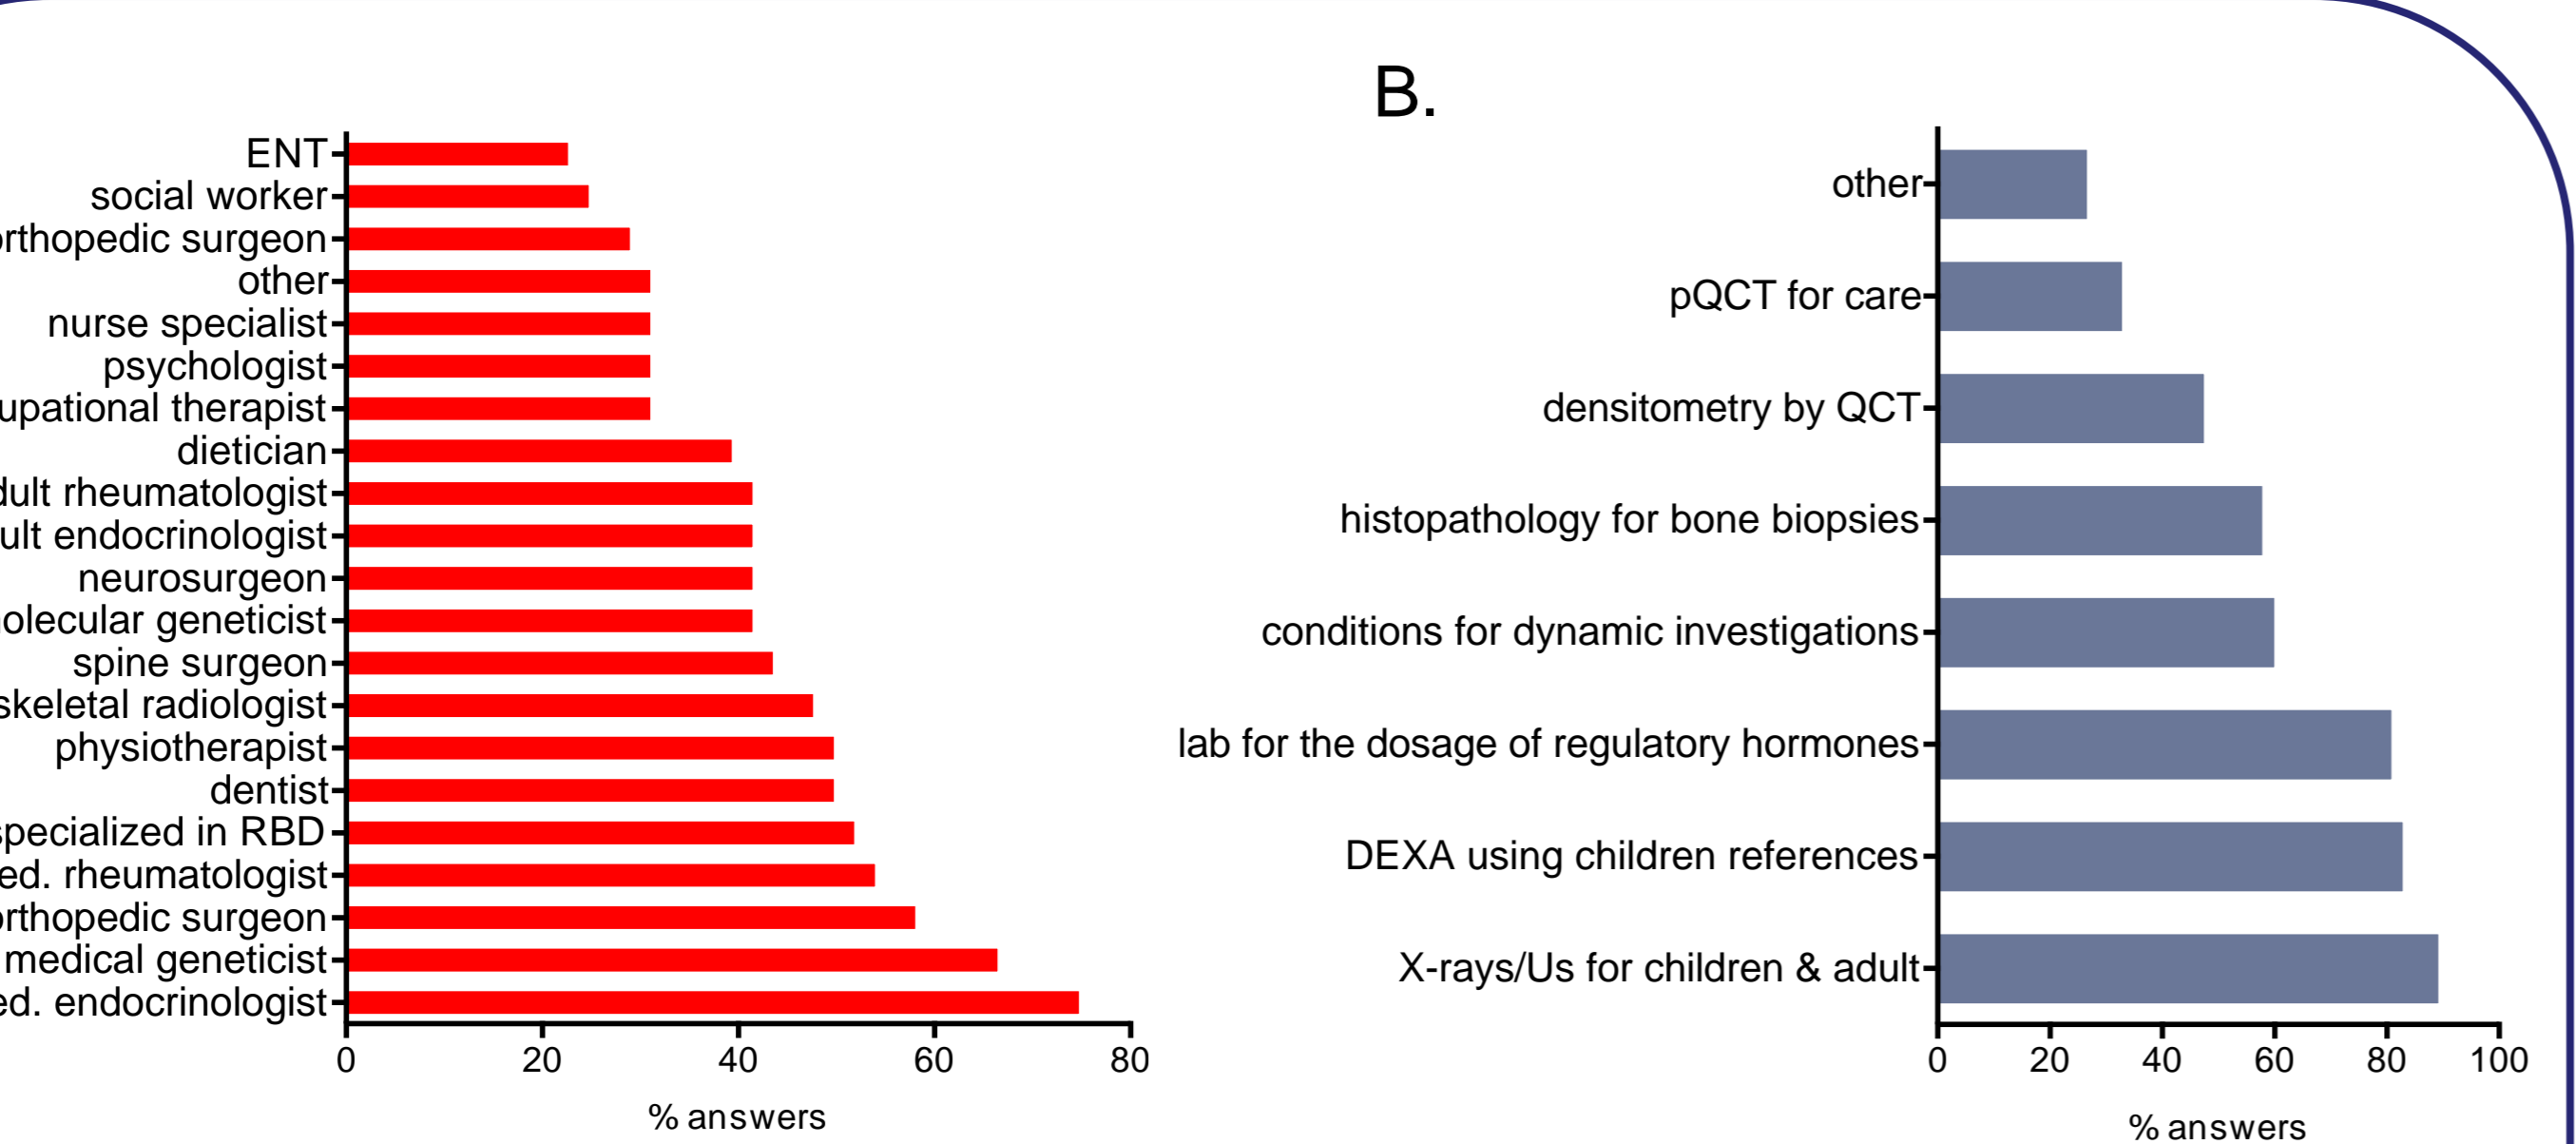 B.
ENT
social worker
orthopedic surgeon
other
nurse specialist
psychologist
upational therapist
dietician
dult rheumatologist
ult endocrinologist
neurosurgeon
olecular geneticist
spine surgeon
skeletal radiologist
physiotherapist
dentist
specialized in RBD
ed. rheumatologist
orthopedic surgeon
medical geneticist
ed. endocrinologist
0 20 40 60 80
% answers
other
pQCT for care
densitometry by QCT
histopathology for bone biopsies
conditions for dynamic investigations
lab for the dosage of regulatory hormones
DEXA using children references
X-rays/Us for children & adult
0 20 40 60 80 100
% answers